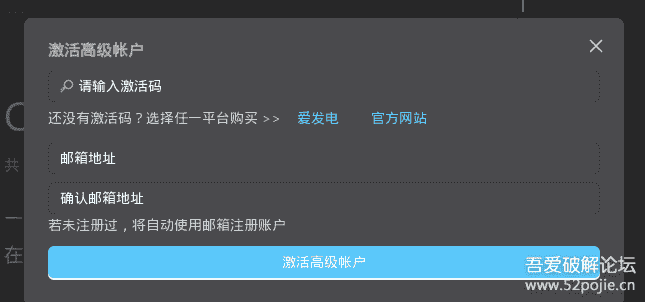 激活高级帐户
请输入激活码
还没有激活码？选择任一平台购买 >> 爱发电 官方网站
邮箱地址
确认邮箱地址
若未注册过，将自动使用邮箱注册账户
激活高级帐户
共
一
在
吾爱破解论坛
www.52pojie.cn